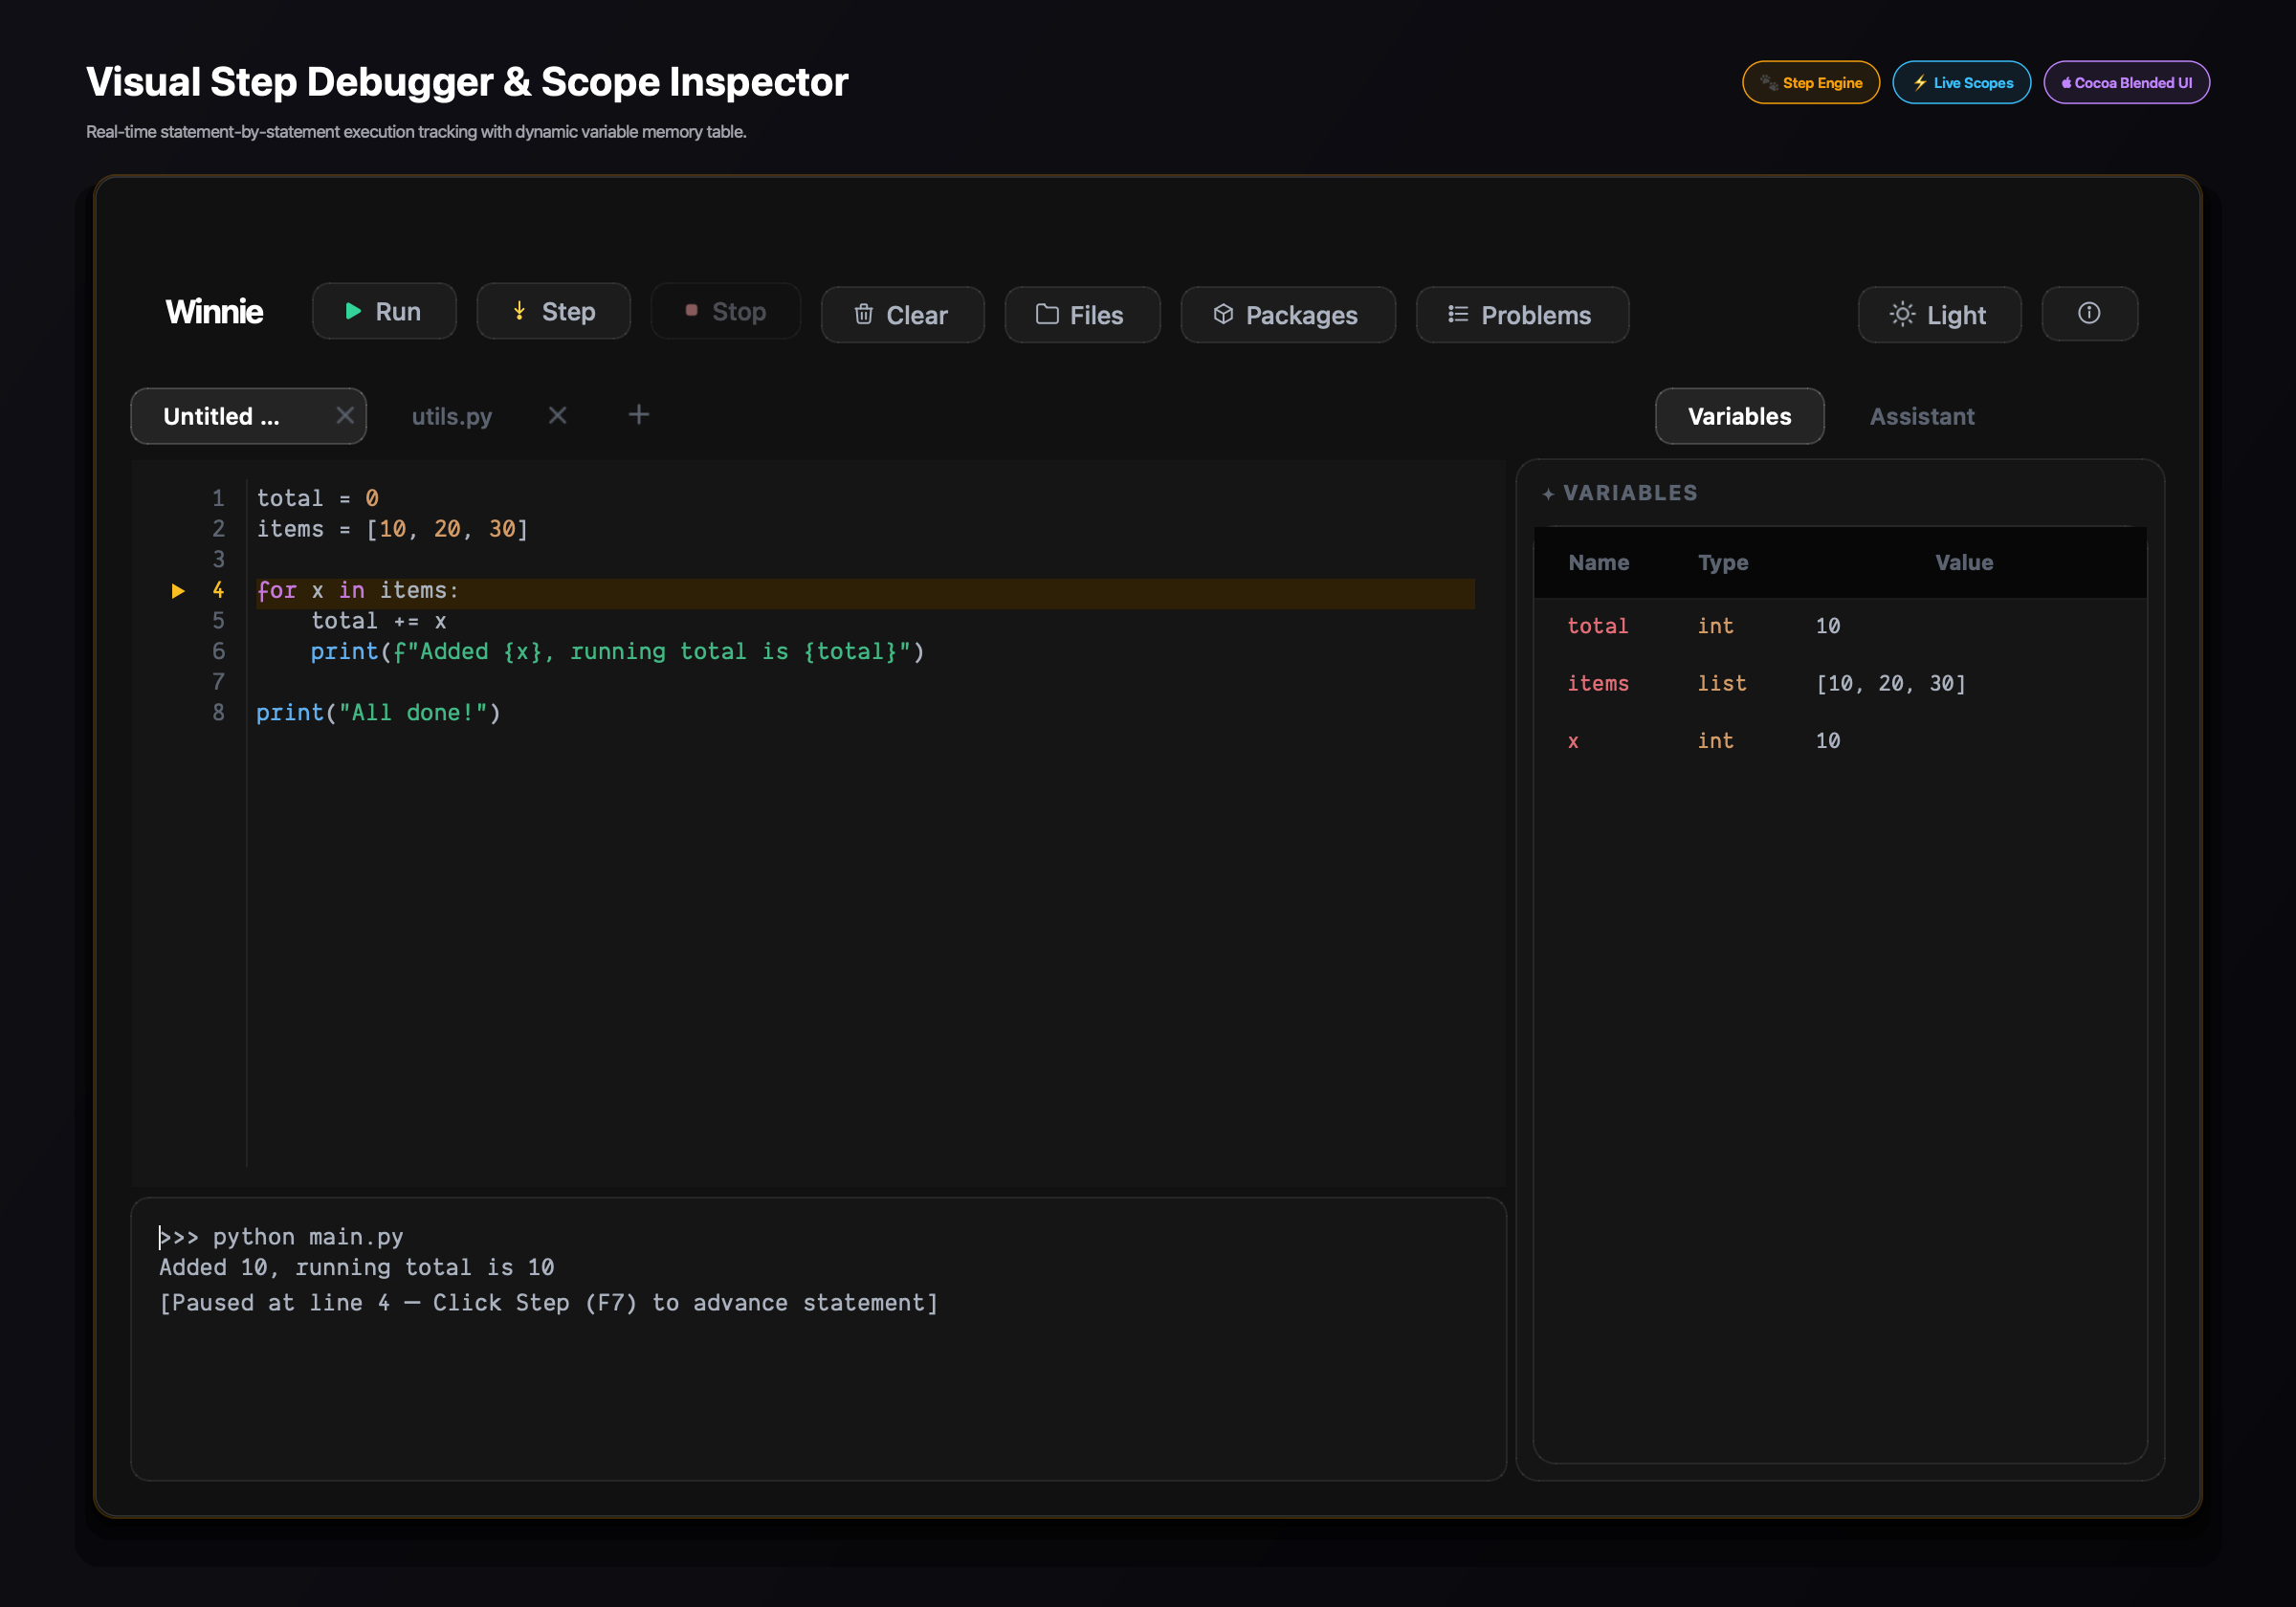 Visual Step Debugger & Scope Inspector
Real-time statement-by-statement execution tracking with dynamic variable memory table.
🐾 Step Engine
⚡ Live Scopes
Cocoa Blended UI
Winnie
Run
Step
Stop
Clear
Files
Packages
Problems
Light
Untitled ...
utils.py
Variables
Assistant
1 total = 0
2 items = [10, 20, 30]
3
4 for x in items:
5     total += x
6     print(f"Added {x}, running total is {total}")
7
8 print("All done!")
>>> python main.py
Added 10, running total is 10
[Paused at line 4 — Click Step (F7) to advance statement]
✦ VARIABLES
Name Type Value
total int 10
items list [10, 20, 30]
x int 10